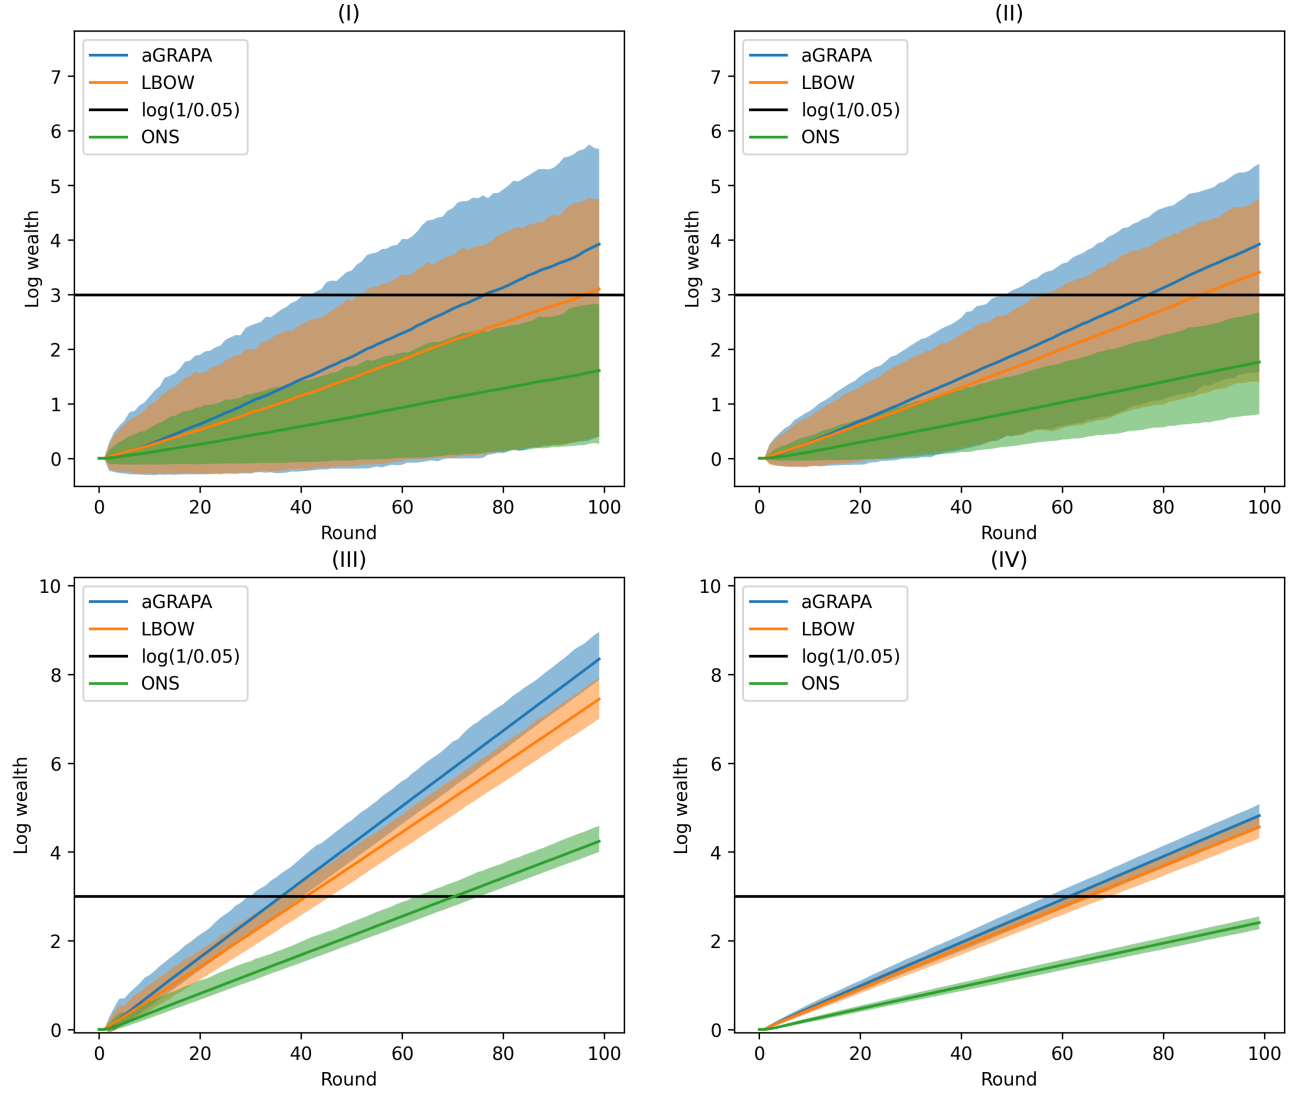 (I)
aGRAPA
LBOW
log(1/0.05)
ONS
Log wealth
7
6
5
4
3
2
1
0
0 20 40 60 80 100
Round
(II)
aGRAPA
LBOW
log(1/0.05)
ONS
Log wealth
7
6
5
4
3
2
1
0
0 20 40 60 80 100
Round
(III)
aGRAPA
LBOW
log(1/0.05)
ONS
Log wealth
10
8
6
4
2
0
0 20 40 60 80 100
Round
(IV)
aGRAPA
LBOW
log(1/0.05)
ONS
Log wealth
10
8
6
4
2
0
0 20 40 60 80 100
Round